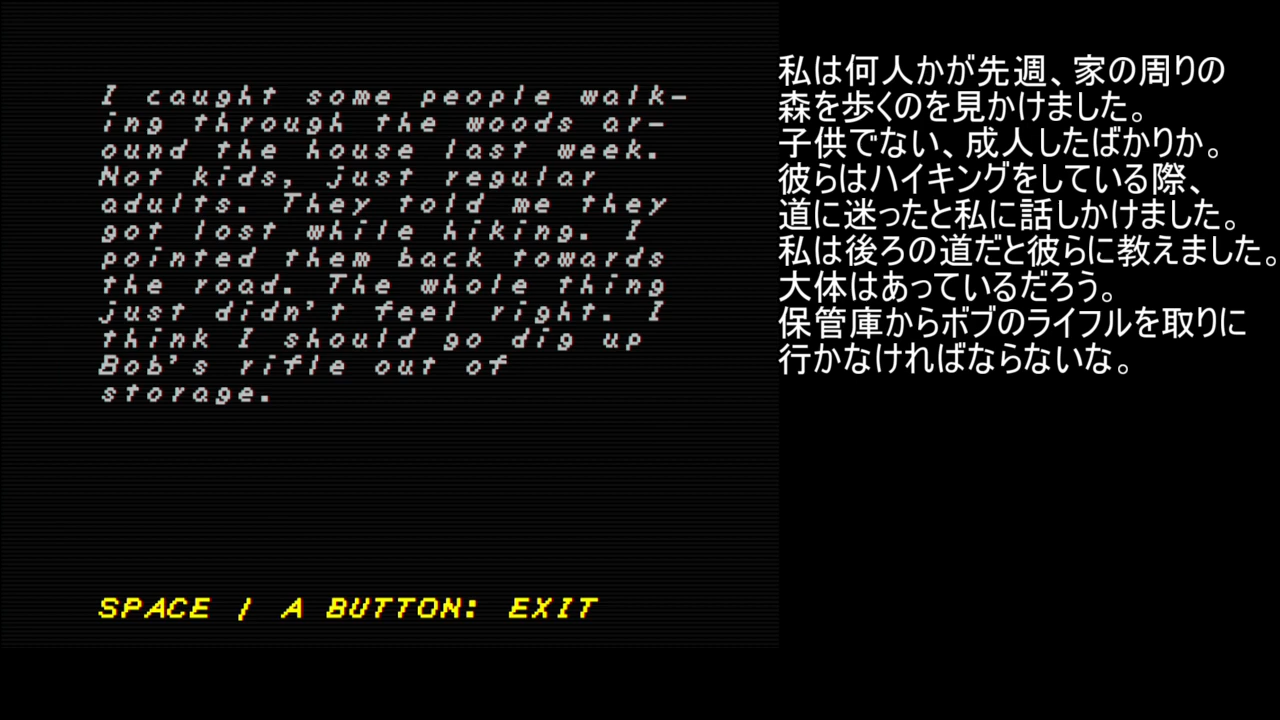 I caught some people walk-
ing through the woods ar-
ound the house last week.
Not kids, just regular
adults. They told me they
got lost while hiking. I
pointed them back towards
the road. The whole thing
just didn't feel right. I
think I should go dig up
Bob's rifle out of
storage.
SPACE / A BUTTON: EXIT
私は何人かが先週、家の周りの
森を歩くのを見かけました。
子供でない、成人したばかりか。
彼らはハイキングをしている際、
道に迷ったと私に話しかけました。
私は後ろの道だと彼らに教えました。
大体はあっているだろう。
保管庫からボブのライフルを取りに
行かなければならないな。